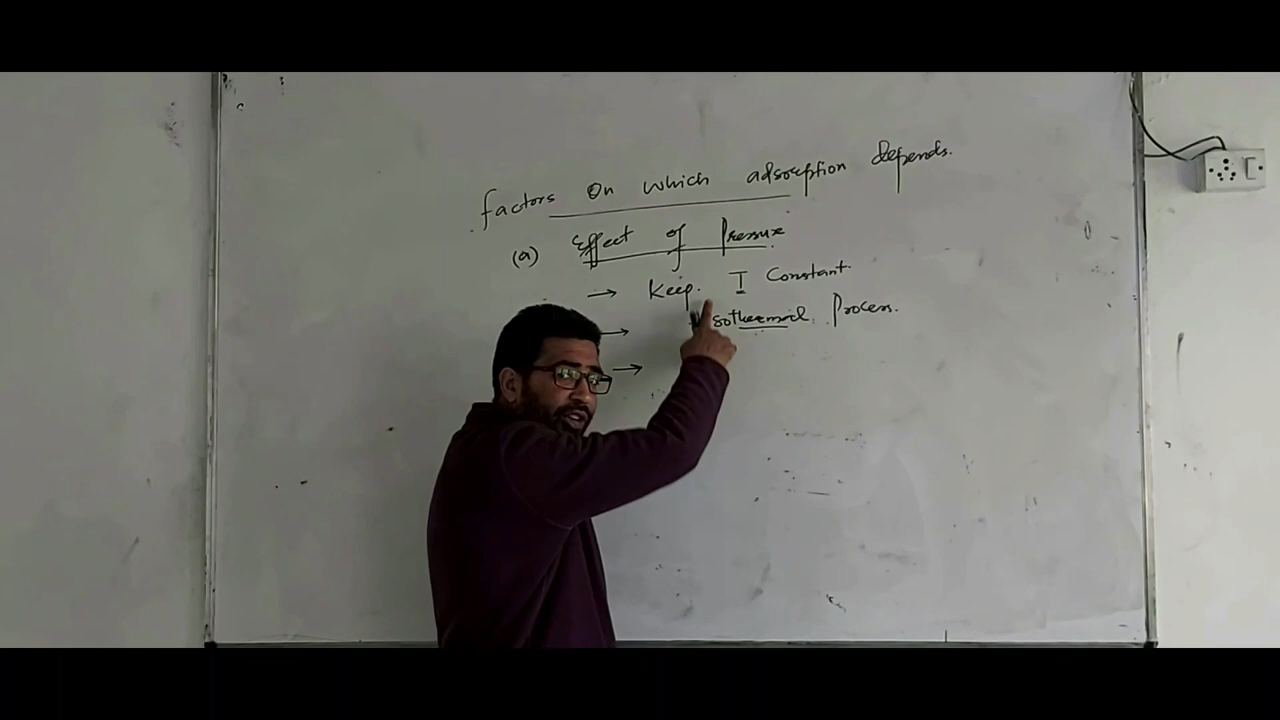 factors On which adsorption depends.
(a) Effect of Pressure
→ Keep. T Constant.
→ Isothermal Process.
→